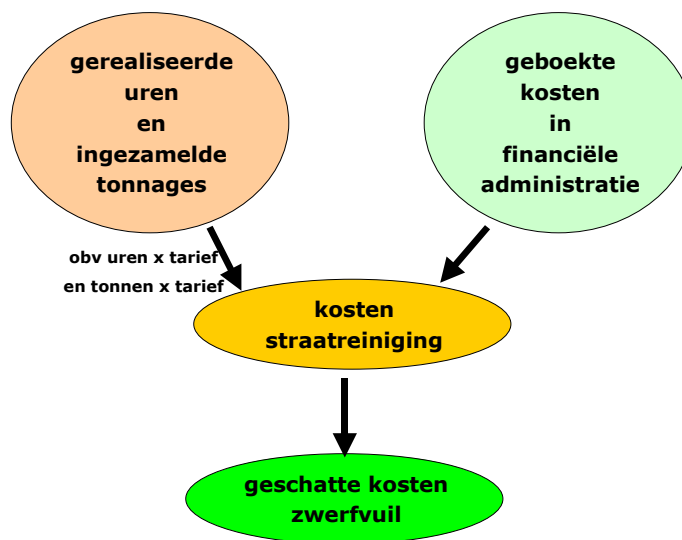 gerealiseerde
uren
en
ingezamelde
tonnages
geboekte
kosten
in
financiële
administratie
obv uren x tarief
en tonnen x tarief
kosten
straatreiniging
geschatte kosten
zwerfvuil